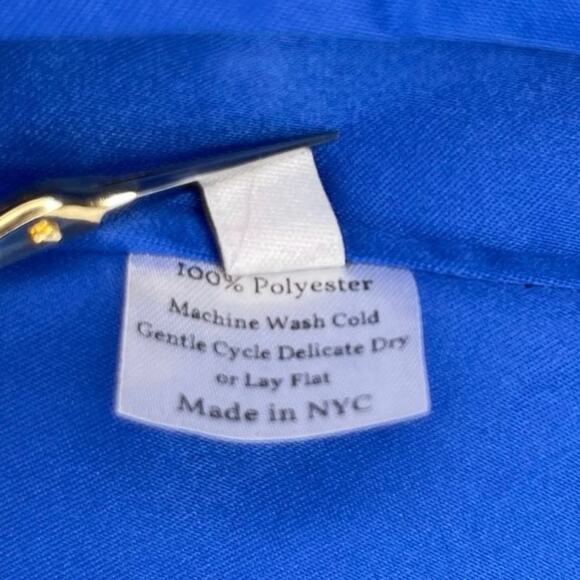 100% Polyester
Machine Wash Cold
Gentle Cycle Delicate Dry
or Lay Flat
Made in NYC